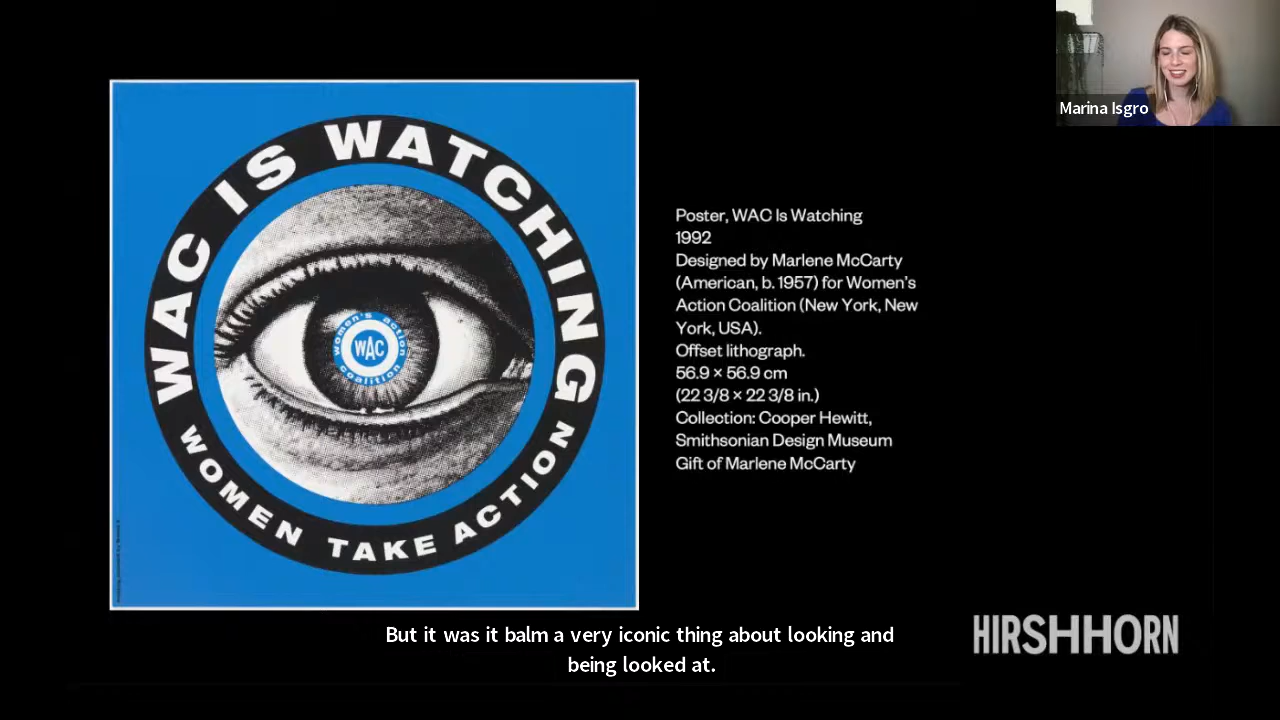 Marina Isgro
WAC IS WATCHING
WOMEN TAKE ACTION
women's action
WAC
coalition
Poster, WAC Is Watching
1992
Designed by Marlene McCarty
(American, b. 1957) for Women's
Action Coalition (New York, New
York, USA).
Offset lithograph.
56.9 × 56.9 cm
(22 3/8 × 22 3/8 in.)
Collection: Cooper Hewitt,
Smithsonian Design Museum
Gift of Marlene McCarty
But it was it balm a very iconic thing about looking and
being looked at.
HIRSHHORN